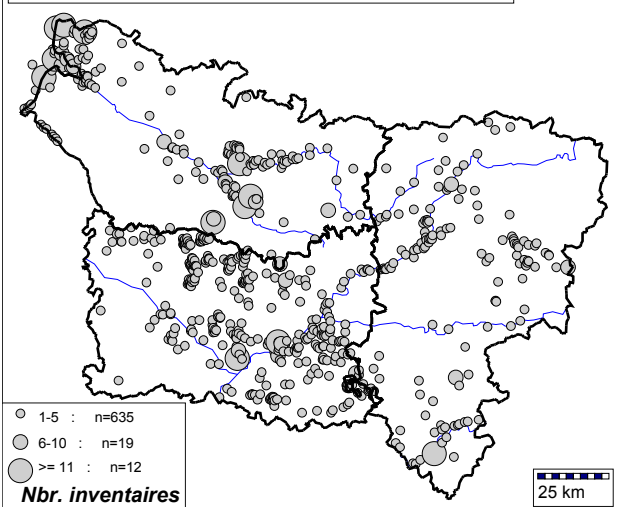 1-5 : n=635
6-10 : n=19
>= 11 : n=12
Nbr. inventaires
25 km